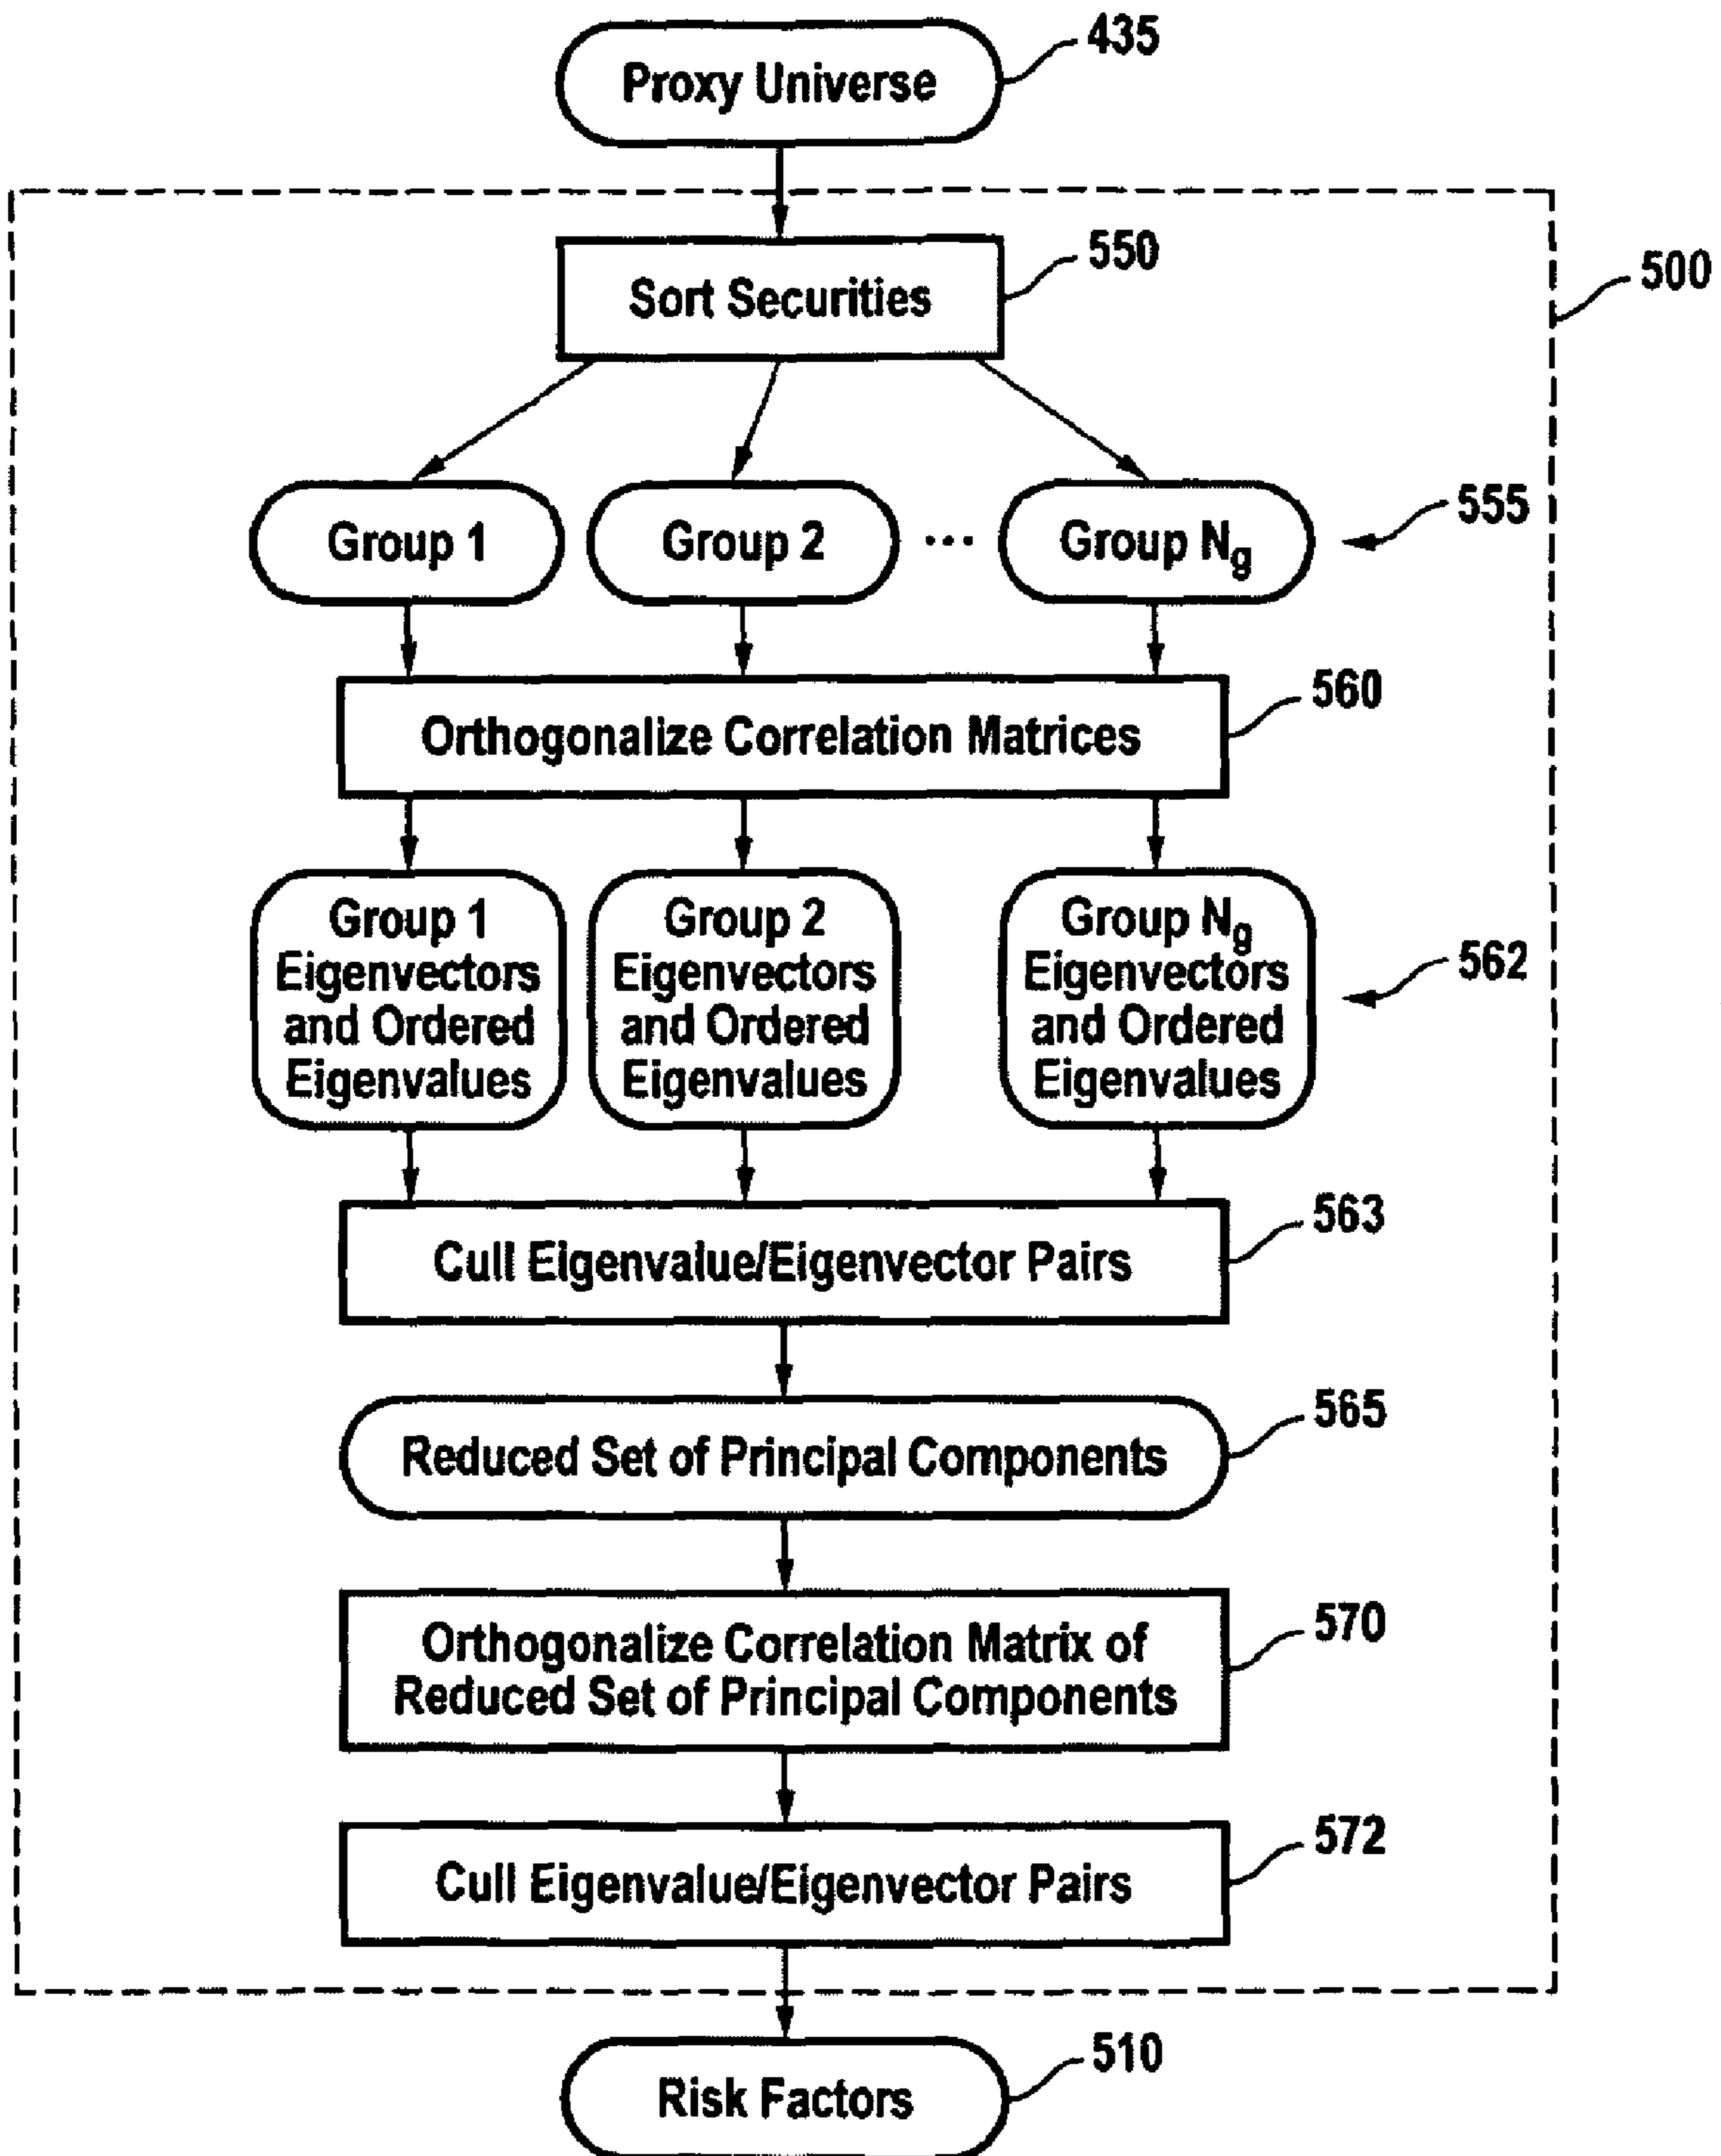 435
Proxy Universe
550
Sort Securities
500
Group 1
Group 2
...
Group Ng
555
560
Orthogonalize Correlation Matrices
Group 1
Eigenvectors
and Ordered
Eigenvalues
Group 2
Eigenvectors
and Ordered
Eigenvalues
Group Ng
Eigenvectors
and Ordered
Eigenvalues
562
563
Cull Eigenvalue/Eigenvector Pairs
565
Reduced Set of Principal Components
570
Orthogonalize Correlation Matrix of
Reduced Set of Principal Components
572
Cull Eigenvalue/Eigenvector Pairs
510
Risk Factors